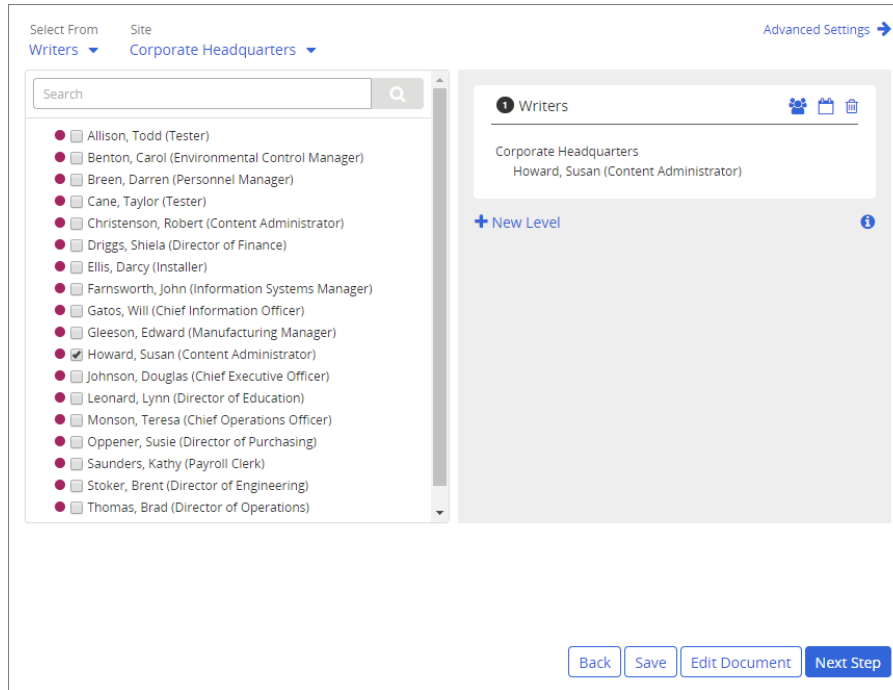 Select From Site Advanced Settings
Writers Corporate Headquarters
Search
Allison, Todd (Tester)
Benton, Carol (Environmental Control Manager)
Breen, Darren (Personnel Manager)
Cane, Taylor (Tester)
Christenson, Robert (Content Administrator)
Driggs, Shiela (Director of Finance)
Ellis, Darcy (Installer)
Farnsworth, John (Information Systems Manager)
Gatos, Will (Chief Information Officer)
Gleeson, Edward (Manufacturing Manager)
Howard, Susan (Content Administrator)
Johnson, Douglas (Chief Executive Officer)
Leonard, Lynn (Director of Education)
Monson, Teresa (Chief Operations Officer)
Oppener, Susie (Director of Purchasing)
Saunders, Kathy (Payroll Clerk)
Stoker, Brent (Director of Engineering)
Thomas, Brad (Director of Operations)
1 Writers
Corporate Headquarters
Howard, Susan (Content Administrator)
+ New Level
Back Save Edit Document Next Step